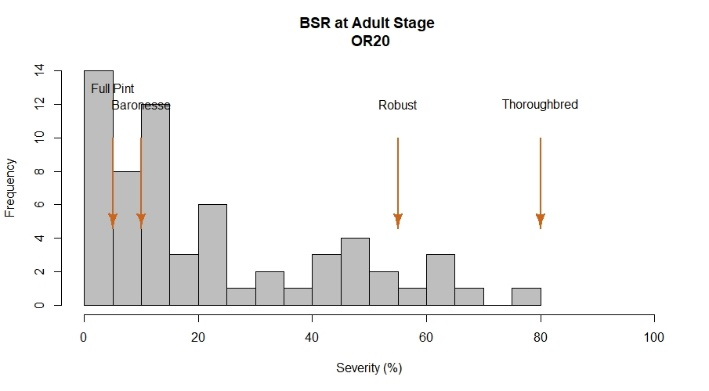 BSR at Adult Stage
OR20
Full Pint
Baronesse
Robust
Thoroughbred
Frequency
14
12
10
8
6
4
2
0
0 20 40 60 80 100
Severity (%)